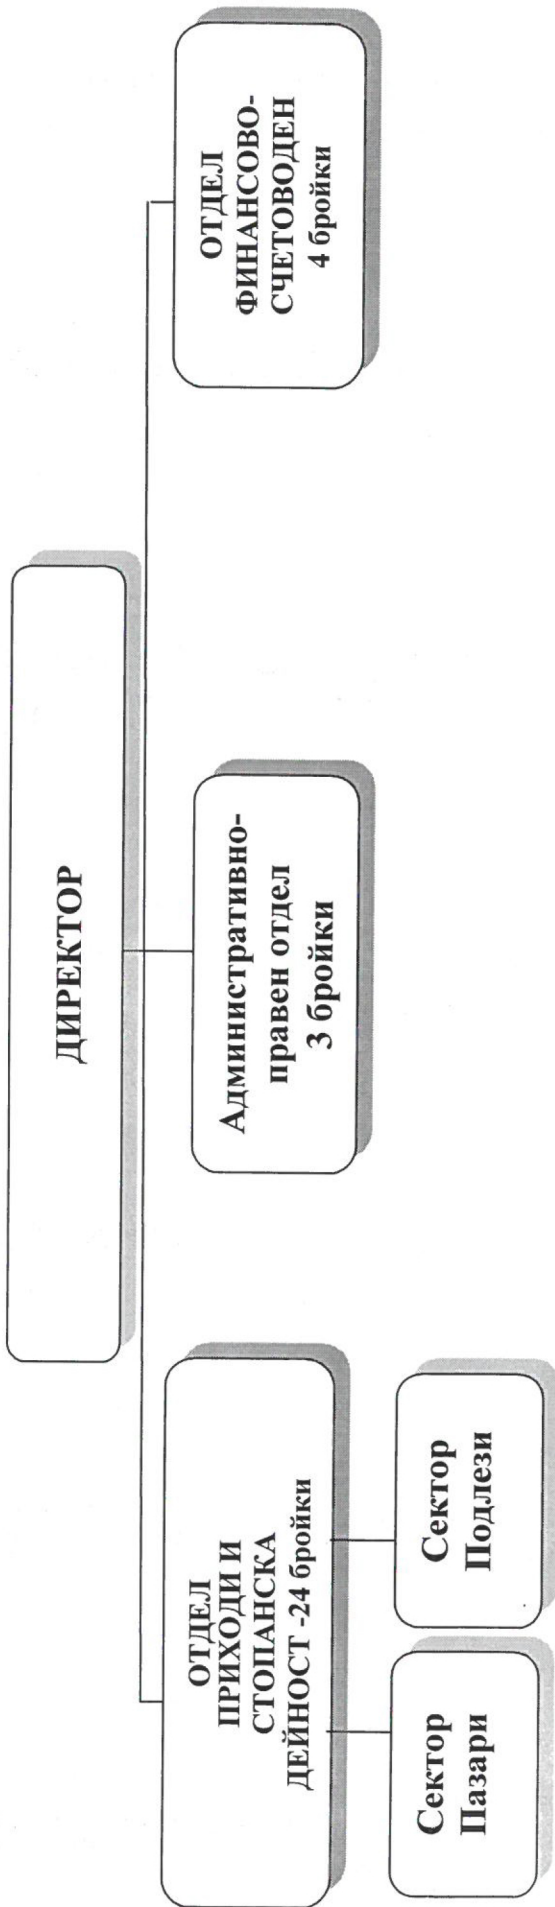 ДИРЕКТОР
ОТДЕЛ
ПРИХОДИ И
СТОПАНСКА
ДЕЙНОСТ -24 бройки
Административно-
правен отдел
3 бройки
ОТДЕЛ
ФИНАНСОВО-
СЧЕТОВОДЕН
4 бройки
Сектор
Пазари
Сектор
Подлези